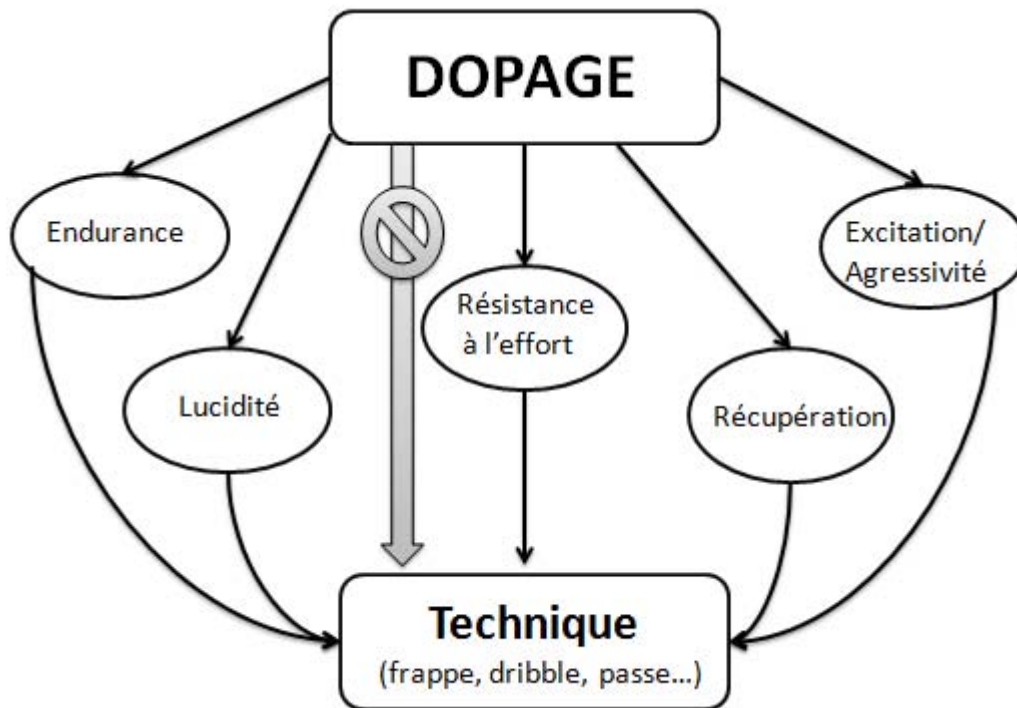 DOPAGE
Endurance
Excitation/
Agressivité
Résistance
à l'effort
Lucidité
Récupération
Technique
(frappe, dribble, passe...)